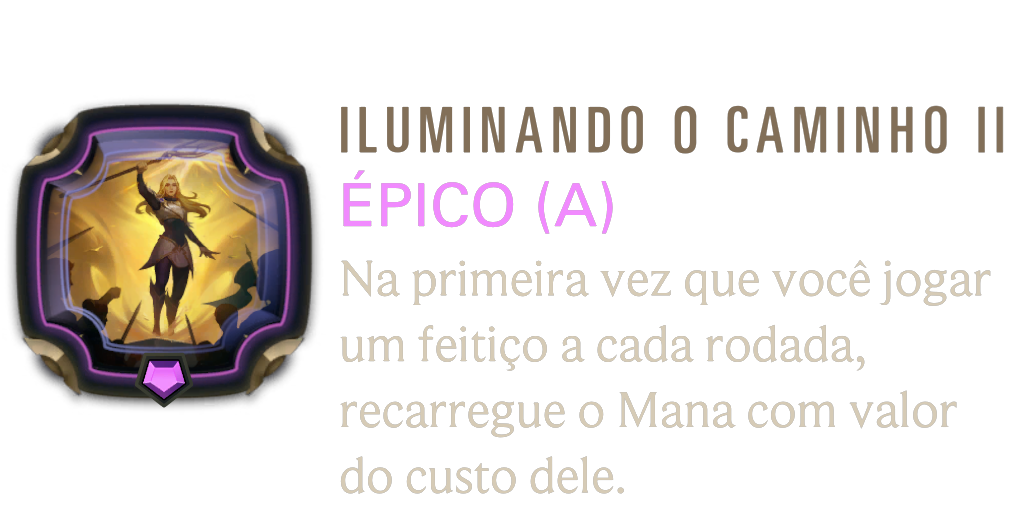 ILUMINANDO O CAMINHO II
ÉPICO (A)
Na primeira vez que você jogar
um feitiço a cada rodada,
recarregue o Mana com valor
do custo dele.